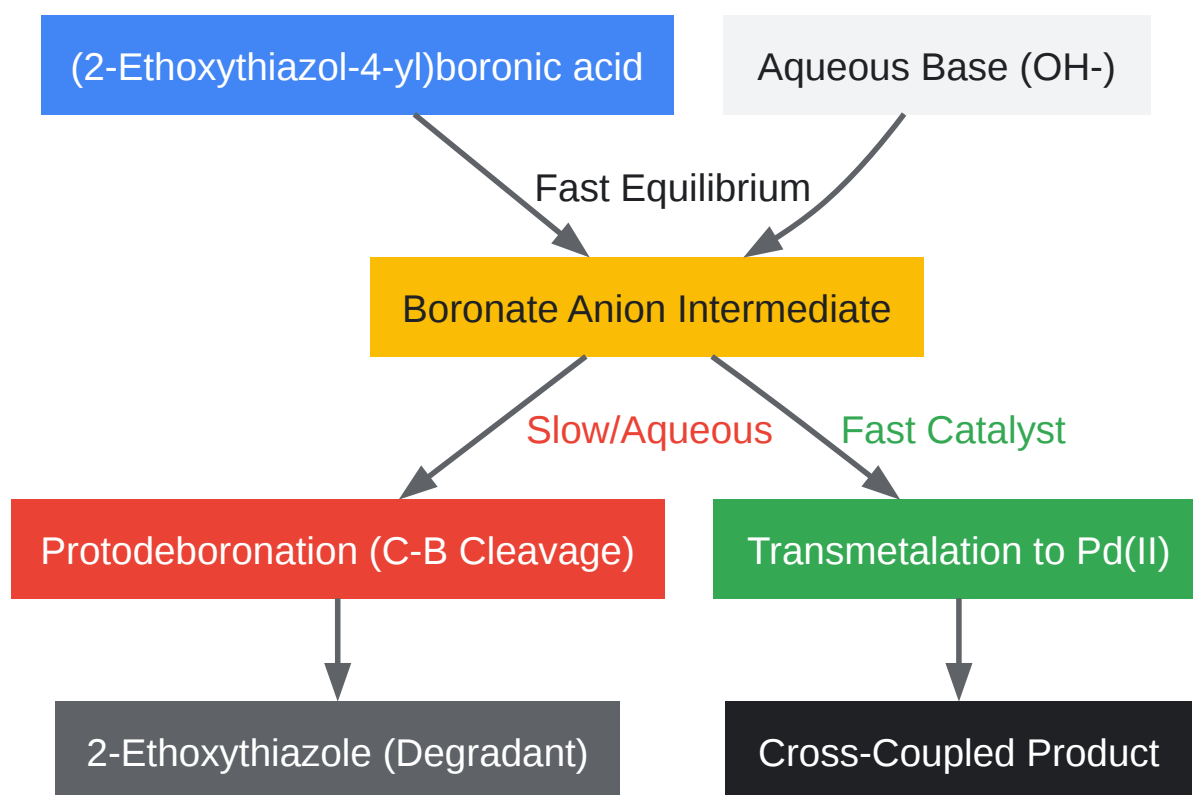 (2-Ethoxythiazol-4-yl)boronic acid
Aqueous Base (OH-)
Fast Equilibrium
Boronate Anion Intermediate
Slow/Aqueous
Fast Catalyst
Protodeboronation (C-B Cleavage)
Transmetalation to Pd(II)
2-Ethoxythiazole (Degradant)
Cross-Coupled Product